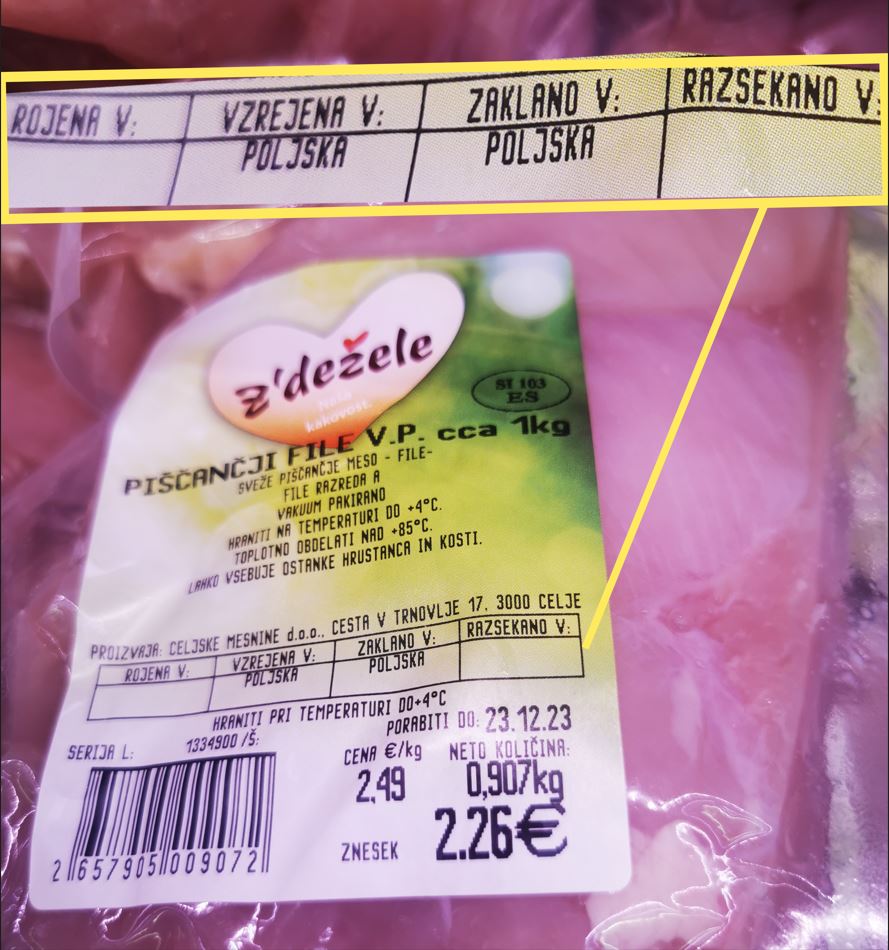 ROJENA V: VZREJENA V: ZAKLANO V: RAZSEKANO V:
POLJSKA POLJSKA
z'dežele
Naša
kakovost.
SI 103
ES
PIŠČANČJI FILE V.P. cca 1kg
SVEŽE PIŠČANČJE MESO - FILE-
FILE RAZREDA A
VAKUUM PAKIRANO
HRANITI NA TEMPERATURI DO +4°C.
TOPLOTNO OBDELATI NAD +85°C.
LAHKO VSEBUJE OSTANKE HRUSTANCA IN KOSTI.
PROIZVAJA: CELJSKE MESNINE d.o.o., CESTA V TRNOVLJE 17, 3000 CELJE
ROJENA V: VZREJENA V: ZAKLANO V: RAZSEKANO V:
POLJSKA POLJSKA
HRANITI PRI TEMPERATURI DO+4°C
PORABITI DO: 23.12.23
SERIJA L: 1334900 /Š:
CENA €/kg NETO KOLIČINA:
2,49 0,907kg
ZNESEK 2.26€
2 657905 009072